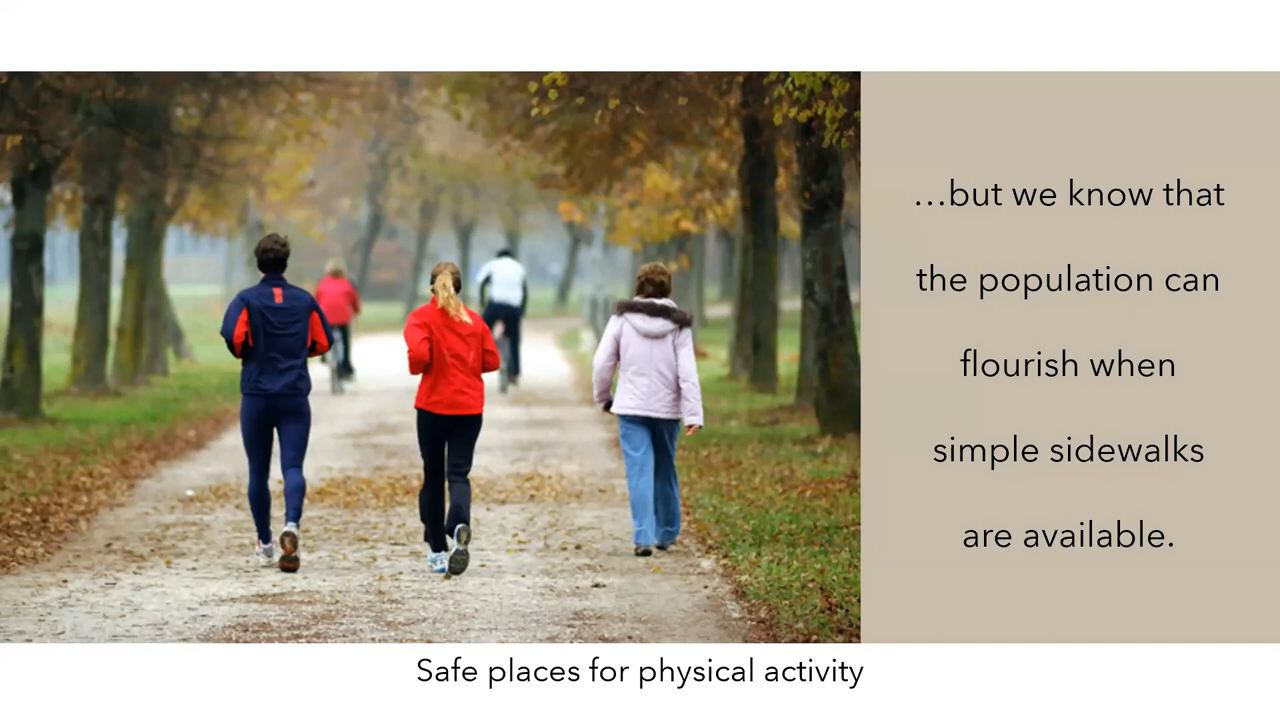 …but we know that
the population can
flourish when
simple sidewalks
are available.
Safe places for physical activity